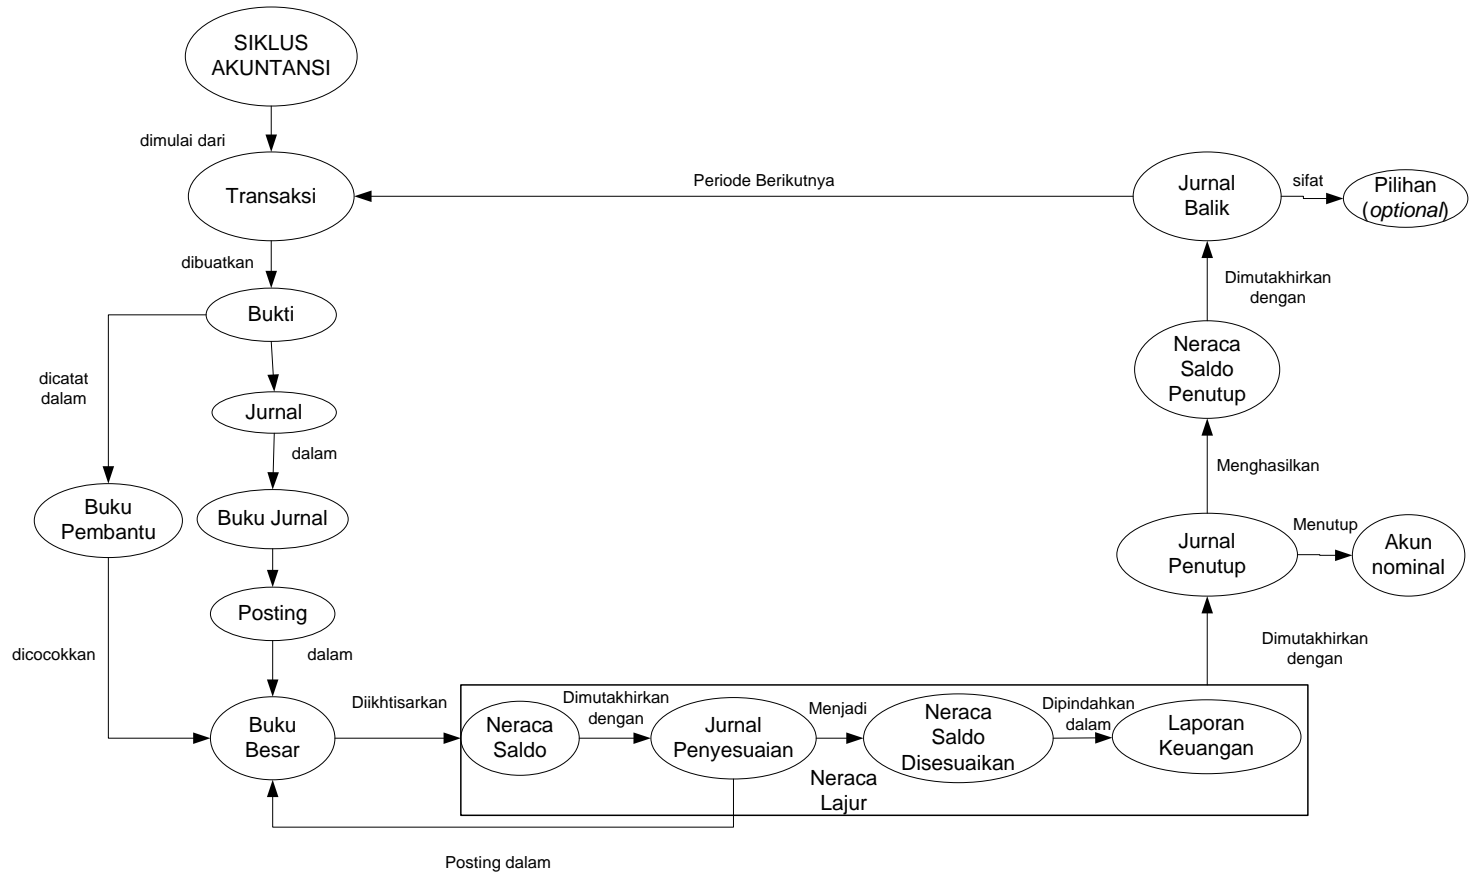 SIKLUS
AKUNTANSI
dimulai dari
Transaksi
Periode Berikutnya
Jurnal
Balik
sifat
Pilihan
(optional)
dibuatkan
Bukti
dicatat
dalam
Jurnal
dalam
Buku
Pembantu
Buku Jurnal
Posting
dicocokkan
dalam
Buku
Besar
Diikhtisarkan
Neraca
Saldo
Dimutakhirkan
dengan
Jurnal
Penyesuaian
Menjadi
Neraca
Saldo
Disesuaikan
Dipindahkan
dalam
Laporan
Keuangan
Neraca
Lajur
Posting dalam
Dimutakhirkan
dengan
Jurnal
Penutup
Menutup
Akun
nominal
Menghasilkan
Neraca
Saldo
Penutup
Dimutakhirkan
dengan